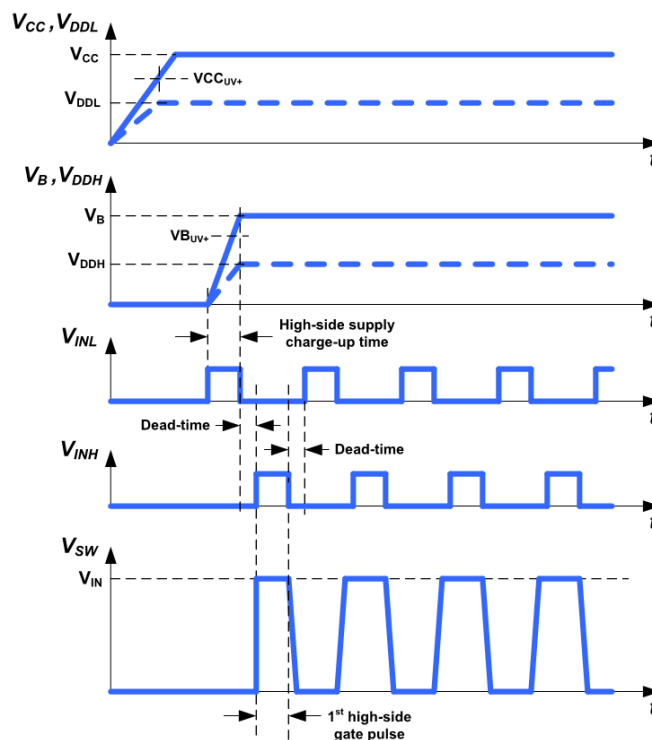 VCC, VDDL
VCC
VCCUV+
VDDL
t
VB, VDDH
VB
VBUV+
VDDH
t
High-side supply
charge-up time
VINL
t
Dead-time
Dead-time
VINH
t
VSW
VIN
t
1st high-side
gate pulse